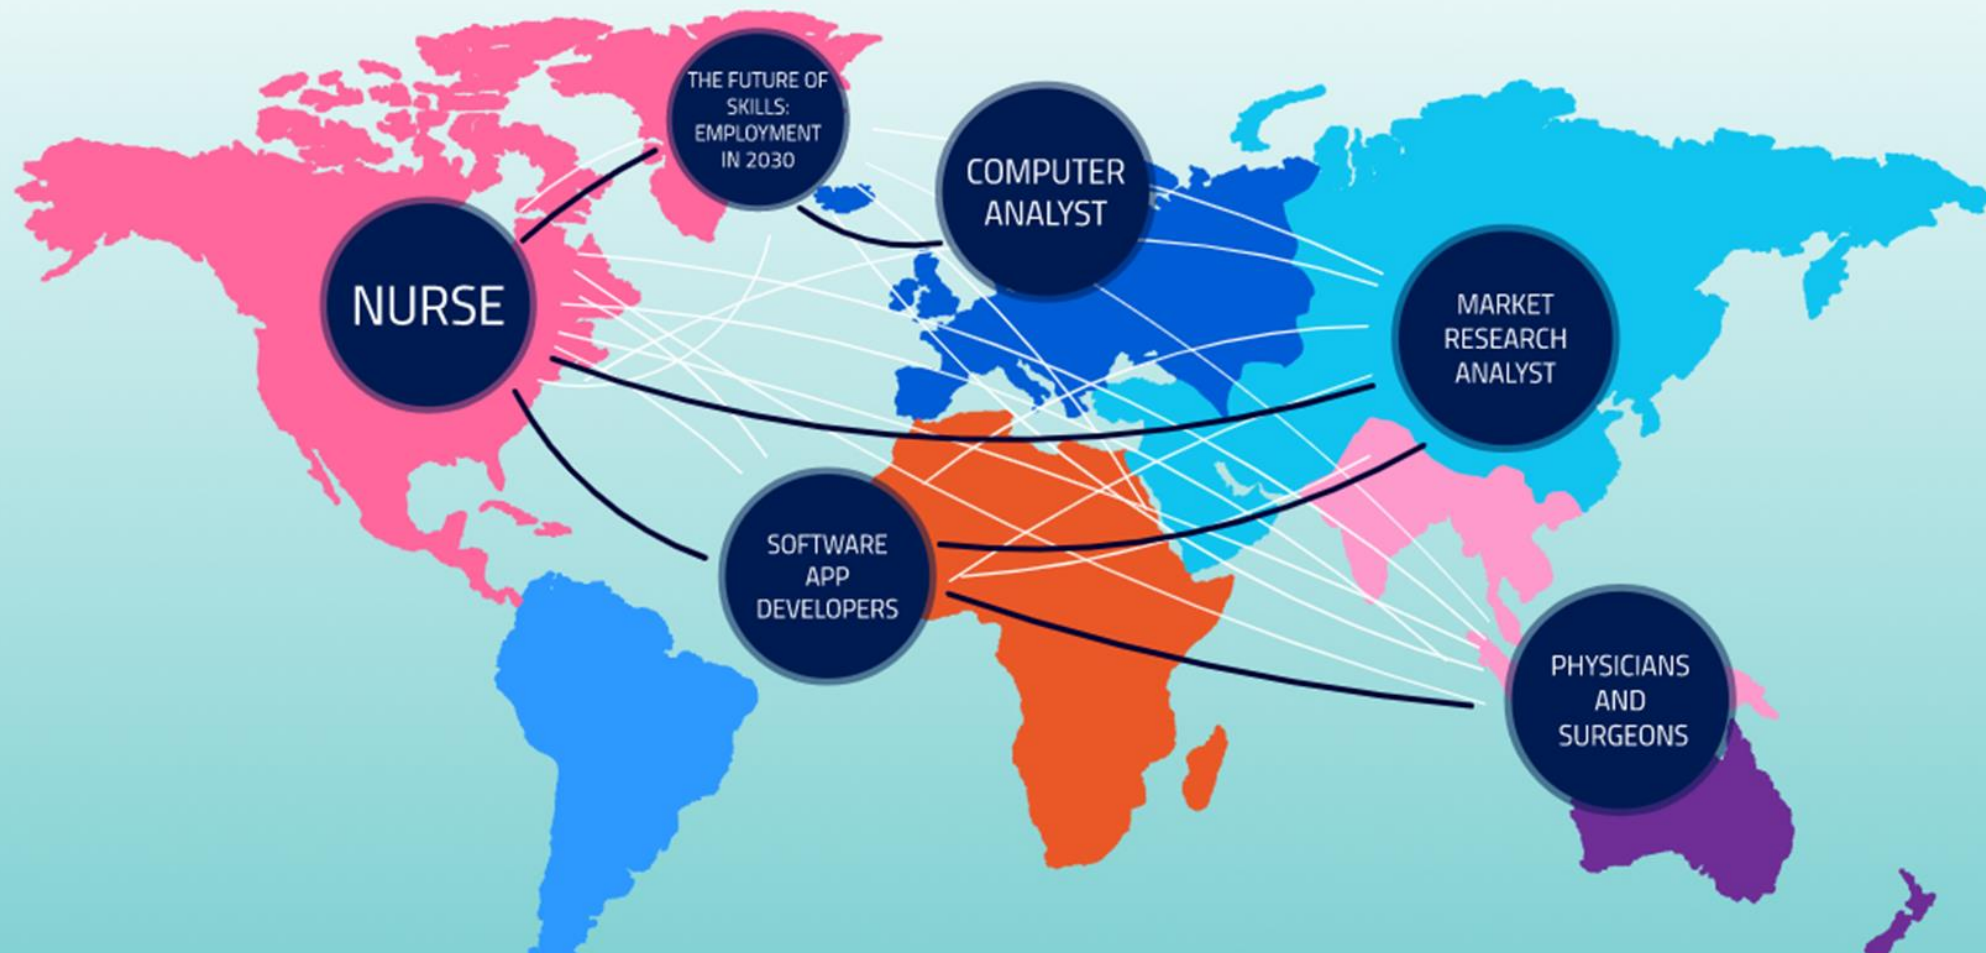 THE FUTURE OF
SKILLS:
EMPLOYMENT
IN 2030
COMPUTER
ANALYST
NURSE
MARKET
RESEARCH
ANALYST
SOFTWARE
APP
DEVELOPERS
PHYSICIANS
AND
SURGEONS